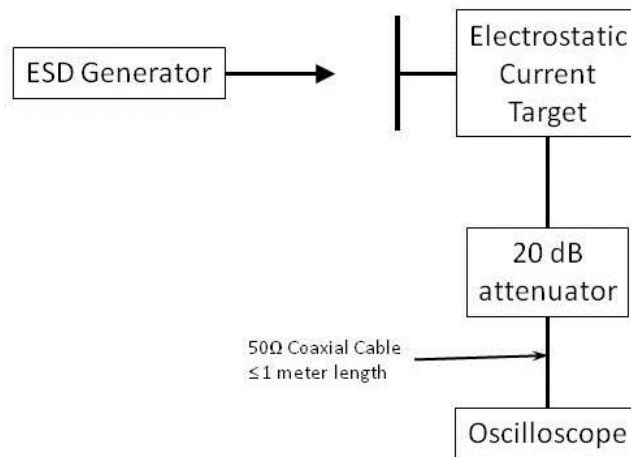 ESD Generator
Electrostatic
Current
Target
20 dB
attenuator
50Ω Coaxial Cable
≤1 meter length
Oscilloscope